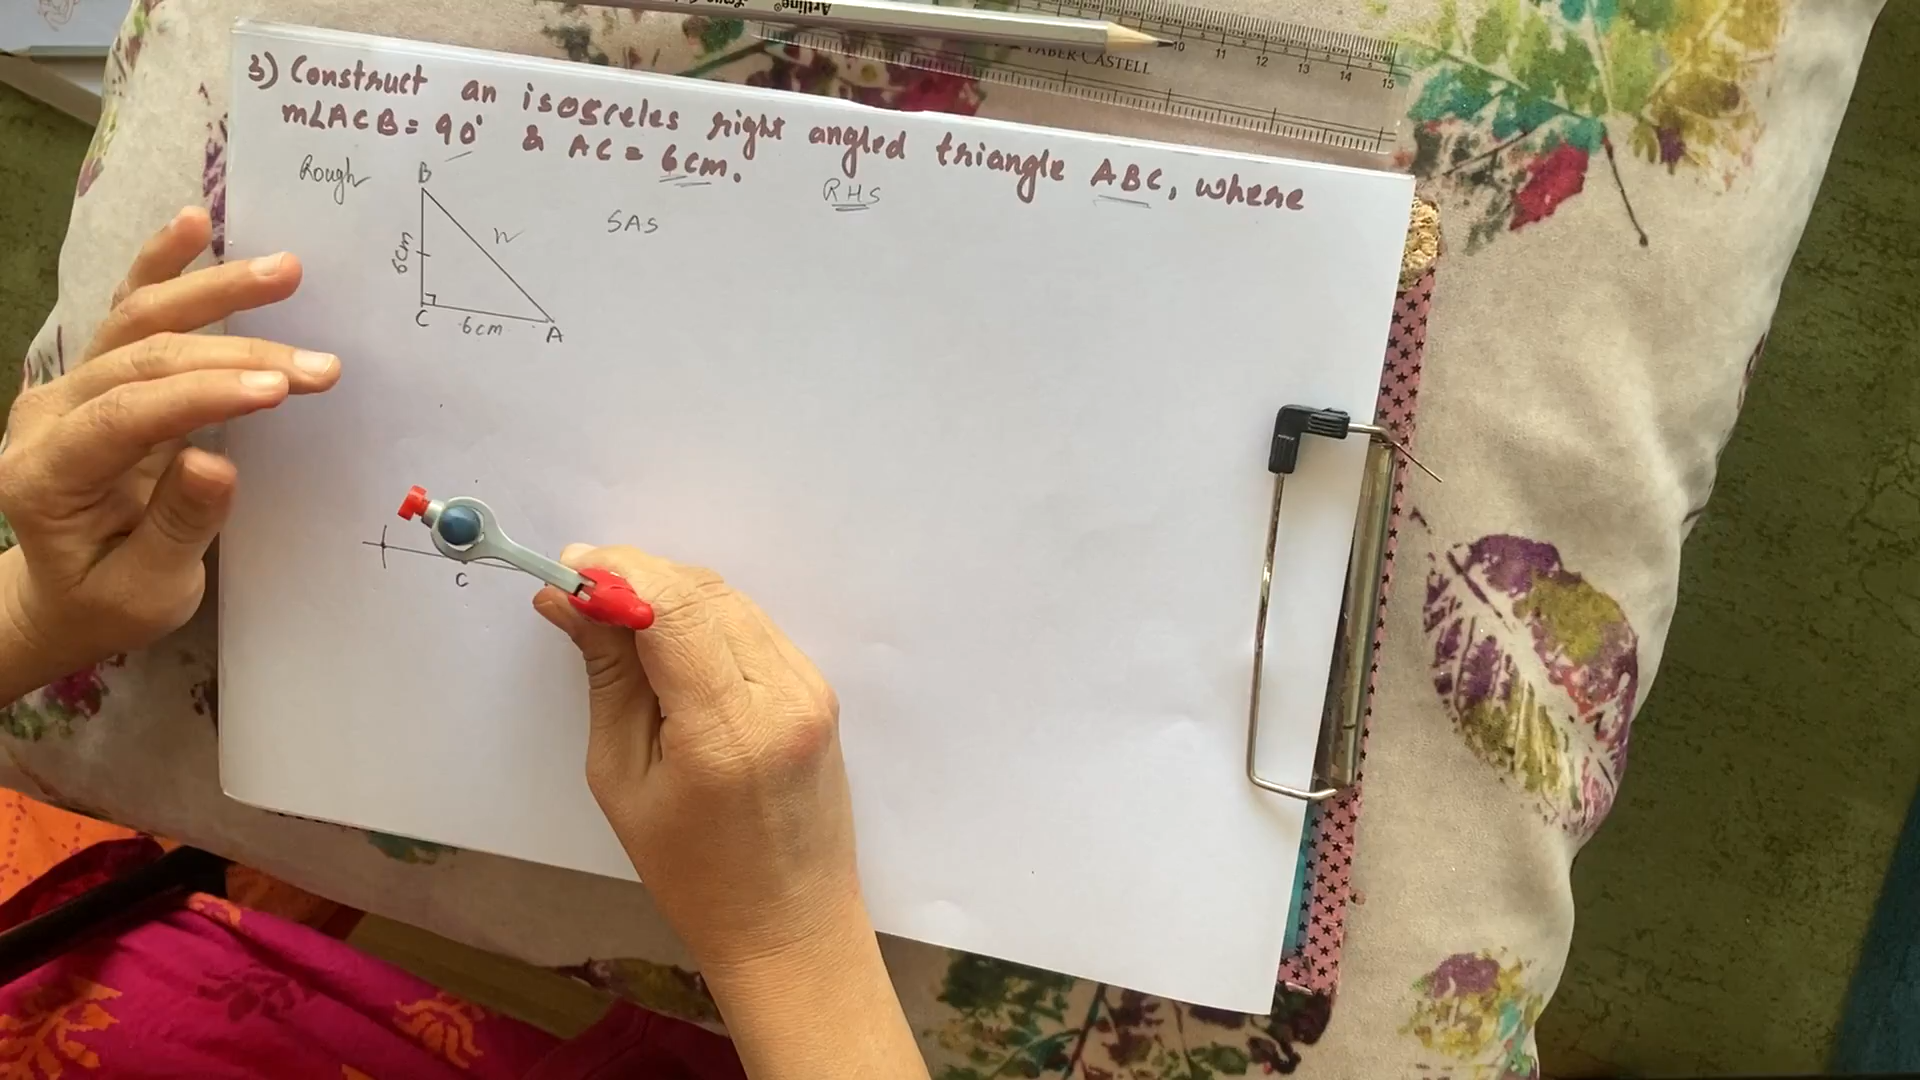 3) Construct an isosceles right angled triangle ABC, where
m∠ACB = 90° & AC = 6cm.
Rough
B
RHS
SAS
h
6cm
C
6cm
A
C
Artline
FABER CASTELL
10 11 12 13 14 15